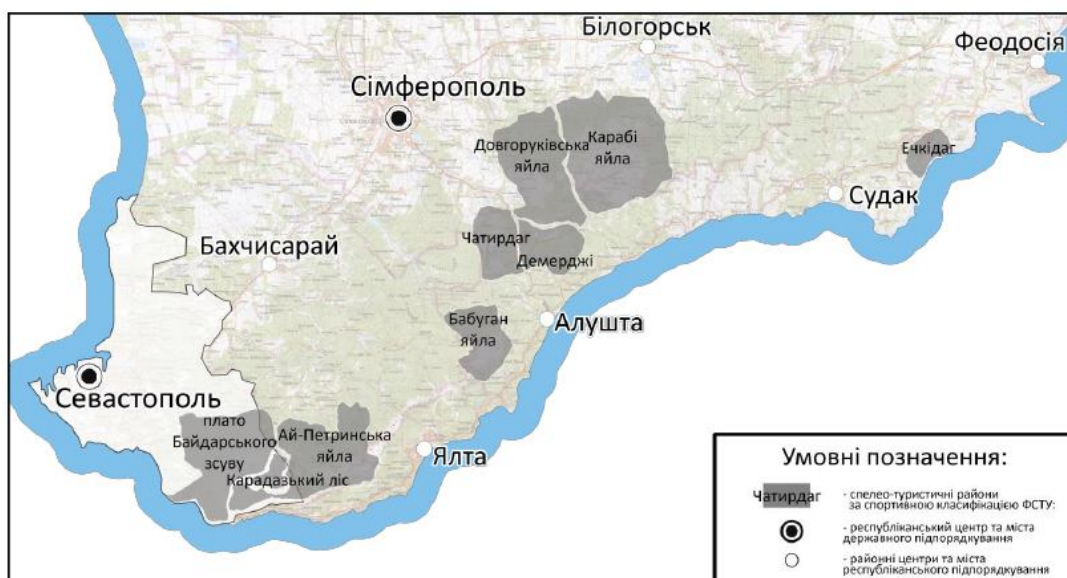 Білогорськ
Феодосія
Сімферополь
Довгоруківська
яйла
Карабі
яйла
Ечкідаг
Судак
Чатирдаг
Демерджі
Бахчисарай
Бабуган
яйла
Алушта
Севастополь
плато
Байдарського
зсуву
Ай-Петринська
яйла
Карадазький ліс
Ялта
Умовні позначення:
Чатирдаг
- спелео-туристичні райони
за спортивною класифікацією ФСТУ:
- республіканський центр та міста
державного підпорядкування
- районні центри та міста
республіканського підпорядкування